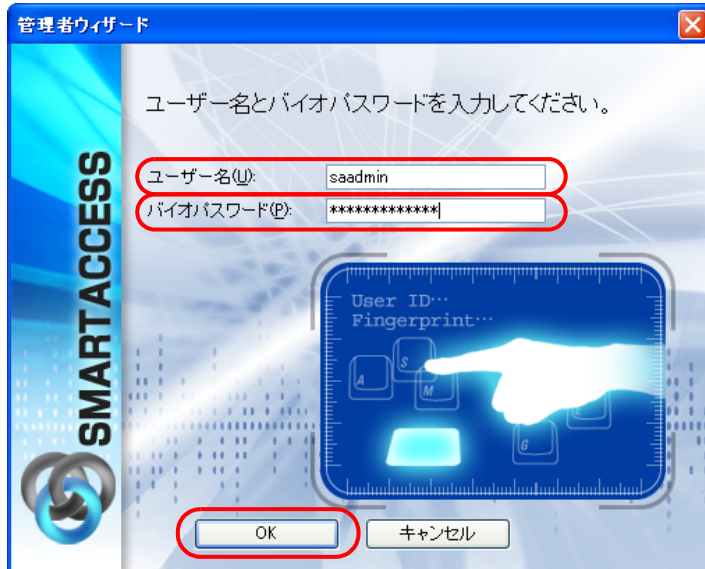 管理者ウィザード
ユーザー名とバイオパスワードを入力してください。
ユーザー名(U):
saadmin
バイオパスワード(P):
*************
SMARTACCESS
User ID…
Fingerprint…
A
S
M
G
E
OK
キャンセル